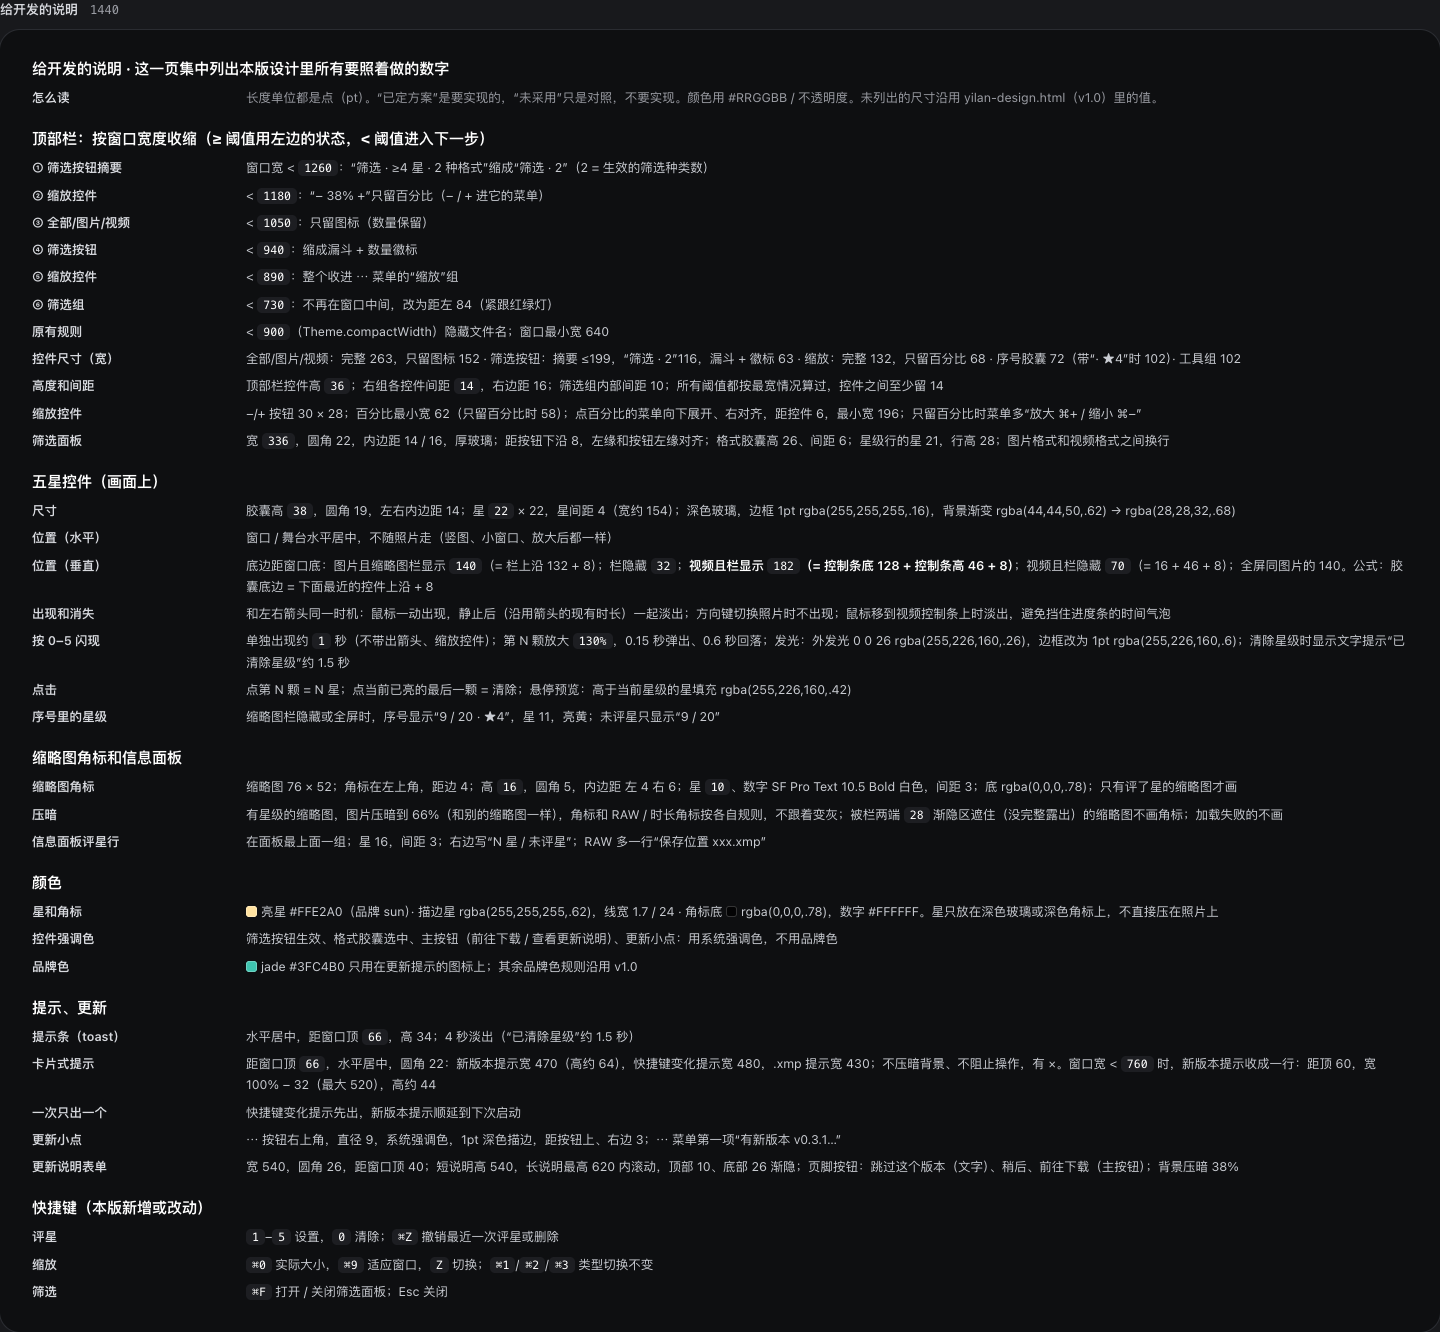 给开发的说明 1440
给开发的说明 · 这一页集中列出本版设计里所有要照着做的数字
怎么读 长度单位都是点（pt）。“已定方案”是要实现的，“未采用”只是对照，不要实现。颜色用 #RRGGBB / 不透明度。未列出的尺寸沿用 yilan-design.html（v1.0）里的值。
顶部栏：按窗口宽度收缩（≥ 阈值用左边的状态，< 阈值进入下一步）
① 筛选按钮摘要 窗口宽 < 1260：“筛选 · ≥4 星 · 2 种格式”缩成“筛选 · 2”（2 = 生效的筛选种类数）
② 缩放控件 < 1180：“− 38% +”只留百分比（− / + 进它的菜单）
③ 全部/图片/视频 < 1050：只留图标（数量保留）
④ 筛选按钮 < 940：缩成漏斗 + 数量徽标
⑤ 缩放控件 < 890：整个收进 ··· 菜单的“缩放”组
⑥ 筛选组 < 730：不再在窗口中间，改为距左 84（紧跟红绿灯）
原有规则 < 900（Theme.compactWidth）隐藏文件名；窗口最小宽 640
控件尺寸（宽） 全部/图片/视频：完整 263，只留图标 152 · 筛选按钮：摘要 ≤199，“筛选 · 2”116，漏斗 + 徽标 63 · 缩放：完整 132，只留百分比 68 · 序号胶囊 72（带“· ★4”时 102）· 工具组 102
高度和间距 顶部栏控件高 36；右组各控件间距 14，右边距 16；筛选组内部间距 10；所有阈值都按最宽情况算过，控件之间至少留 14
缩放控件 −/+ 按钮 30 × 28；百分比最小宽 62（只留百分比时 58）；点百分比的菜单向下展开、右对齐，距控件 6，最小宽 196；只留百分比时菜单多“放大 ⌘+ / 缩小 ⌘−”
筛选面板 宽 336，圆角 22，内边距 14 / 16，厚玻璃；距按钮下沿 8，左缘和按钮左缘对齐；格式胶囊高 26、间距 6；星级行的星 21，行高 28；图片格式和视频格式之间换行
五星控件（画面上）
尺寸 胶囊高 38，圆角 19，左右内边距 14；星 22 × 22，星间距 4（宽约 154）；深色玻璃，边框 1pt rgba(255,255,255,.16)，背景渐变 rgba(44,44,50,.62) → rgba(28,28,32,.68)
位置（水平） 窗口 / 舞台水平居中，不随照片走（竖图、小窗口、放大后都一样）
位置（垂直） 底边距窗口底：图片且缩略图栏显示 140（= 栏上沿 132 + 8）；栏隐藏 32；视频且栏显示 182（= 控制条底 128 + 控制条高 46 + 8）；视频且栏隐藏 70（= 16 + 46 + 8）；全屏同图片的 140。公式：胶
囊底边 = 下面最近的控件上沿 + 8
出现和消失 和左右箭头同一时机：鼠标一动出现，静止后（沿用箭头的现有时长）一起淡出；方向键切换照片时不出现；鼠标移到视频控制条上时淡出，避免挡住进度条的时间气泡
按 0–5 闪现 单独出现约 1 秒（不带出箭头、缩放控件）；第 N 颗放大 130%，0.15 秒弹出、0.6 秒回落；发光：外发光 0 0 26 rgba(255,226,160,.26)，边框改为 1pt rgba(255,226,160,.6)；清除星级时显示文字提示“已
清除星级”约 1.5 秒
点击 点第 N 颗 = N 星；点当前已亮的最后一颗 = 清除；悬停预览：高于当前星级的星填充 rgba(255,226,160,.42)
序号里的星级 缩略图栏隐藏或全屏时，序号显示“9 / 20 · ★4”，星 11，亮黄；未评星只显示“9 / 20”
缩略图角标和信息面板
缩略图角标 缩略图 76 × 52；角标在左上角，距边 4；高 16，圆角 5，内边距 左 4 右 6；星 10、数字 SF Pro Text 10.5 Bold 白色，间距 3；底 rgba(0,0,0,.78)；只有评了星的缩略图才画
压暗 有星级的缩略图，图片压暗到 66%（和别的缩略图一样），角标和 RAW / 时长角标按各自规则，不跟着变灰；被栏两端 28 渐隐区遮住（没完整露出）的缩略图不画角标；加载失败的不画
信息面板评星行 在面板最上面一组；星 16，间距 3；右边写“N 星 / 未评星”；RAW 多一行“保存位置 xxx.xmp”
颜色
星和角标 亮星 #FFE2A0（品牌 sun）· 描边星 rgba(255,255,255,.62)，线宽 1.7 / 24 · 角标底 rgba(0,0,0,.78)，数字 #FFFFFF。星只放在深色玻璃或深色角标上，不直接压在照片上
控件强调色 筛选按钮生效、格式胶囊选中、主按钮（前往下载 / 查看更新说明）、更新小点：用系统强调色，不用品牌色
品牌色 jade #3FC4B0 只用在更新提示的图标上；其余品牌色规则沿用 v1.0
提示、更新
提示条（toast） 水平居中，距窗口顶 66，高 34；4 秒淡出（“已清除星级”约 1.5 秒）
卡片式提示 距窗口顶 66，水平居中，圆角 22：新版本提示宽 470（高约 64），快捷键变化提示宽 480，.xmp 提示宽 430；不压暗背景、不阻止操作，有 ×。窗口宽 < 760 时，新版本提示收成一行：距顶 60，宽
100% − 32（最大 520），高约 44
一次只出一个 快捷键变化提示先出，新版本提示顺延到下次启动
更新小点 ··· 按钮右上角，直径 9，系统强调色，1pt 深色描边，距按钮上、右边 3；··· 菜单第一项“有新版本 v0.3.1…”
更新说明表单 宽 540，圆角 26，距窗口顶 40；短说明高 540，长说明最高 620 内滚动，顶部 10、底部 26 渐隐；页脚按钮：跳过这个版本（文字）、稍后、前往下载（主按钮）；背景压暗 38%
快捷键（本版新增或改动）
评星 1–5 设置，0 清除；⌘Z 撤销最近一次评星或删除
缩放 ⌘0 实际大小，⌘9 适应窗口，Z 切换；⌘1 / ⌘2 / ⌘3 类型切换不变
筛选 ⌘F 打开 / 关闭筛选面板；Esc 关闭